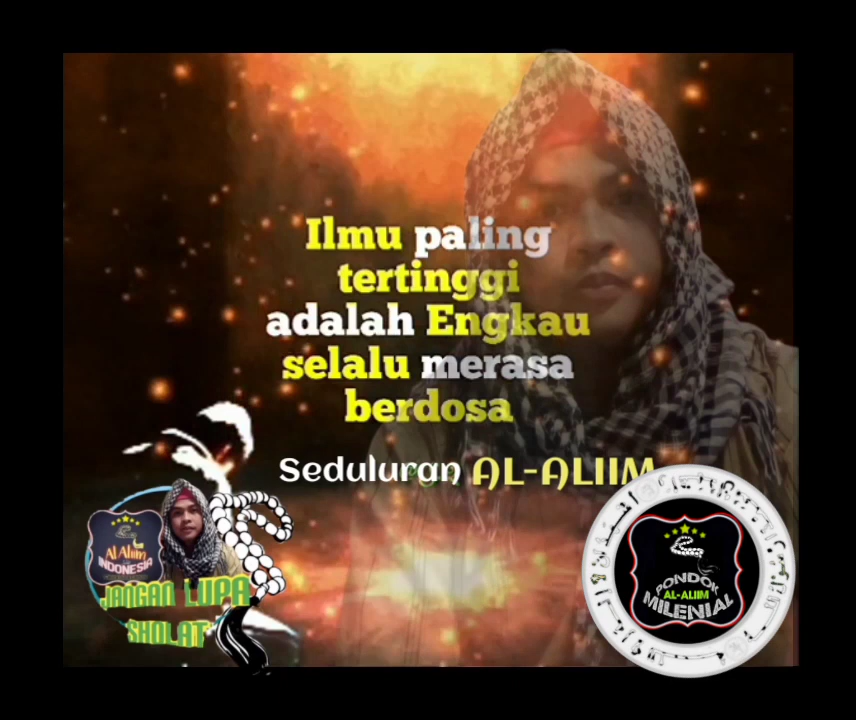 Ilmu paling
tertinggi
adalah Engkau
selalu merasa
berdosa
Seduluran AL-ALIIM
Al Aliim
INDONESIA
JANGAN LUPA
SHOLAT
PONDOK
AL-ALIIM
MILENIAL